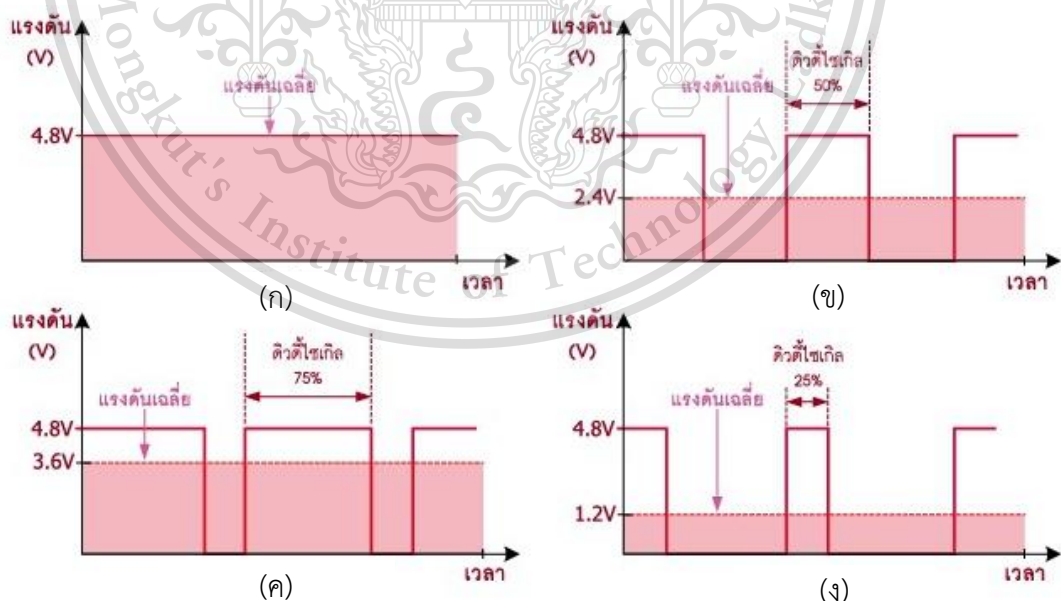 แรงดัน
(V)
แรงดันเฉลี่ย
4.8V
เวลา
(ก)
แรงดัน
(V)
ดิวตี้ไซเกิล
50%
แรงดันเฉลี่ย
4.8V
2.4V
เวลา
(ข)
แรงดัน
(V)
ดิวตี้ไซเกิล
75%
แรงดันเฉลี่ย
4.8V
3.6V
เวลา
(ค)
แรงดัน
(V)
ดิวตี้ไซเกิล
25%
แรงดันเฉลี่ย
4.8V
1.2V
เวลา
(ง)
ongkut's Institute of Technology